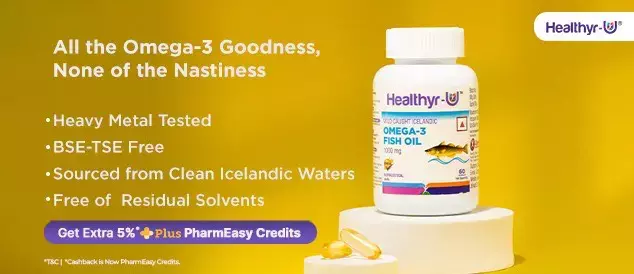 Healthyr-U®
All the Omega-3 Goodness,
None of the Nastiness
•Heavy Metal Tested
•BSE-TSE Free
•Sourced from Clean Icelandic Waters
•Free of Residual Solvents
Get Extra 5%* Plus PharmEasy Credits
*T&C | *Cashback is Now PharmEasy Credits.
Healthyr-U™
WILD CAUGHT ICELANDIC
OMEGA-3
FISH OIL
1000 mg
60